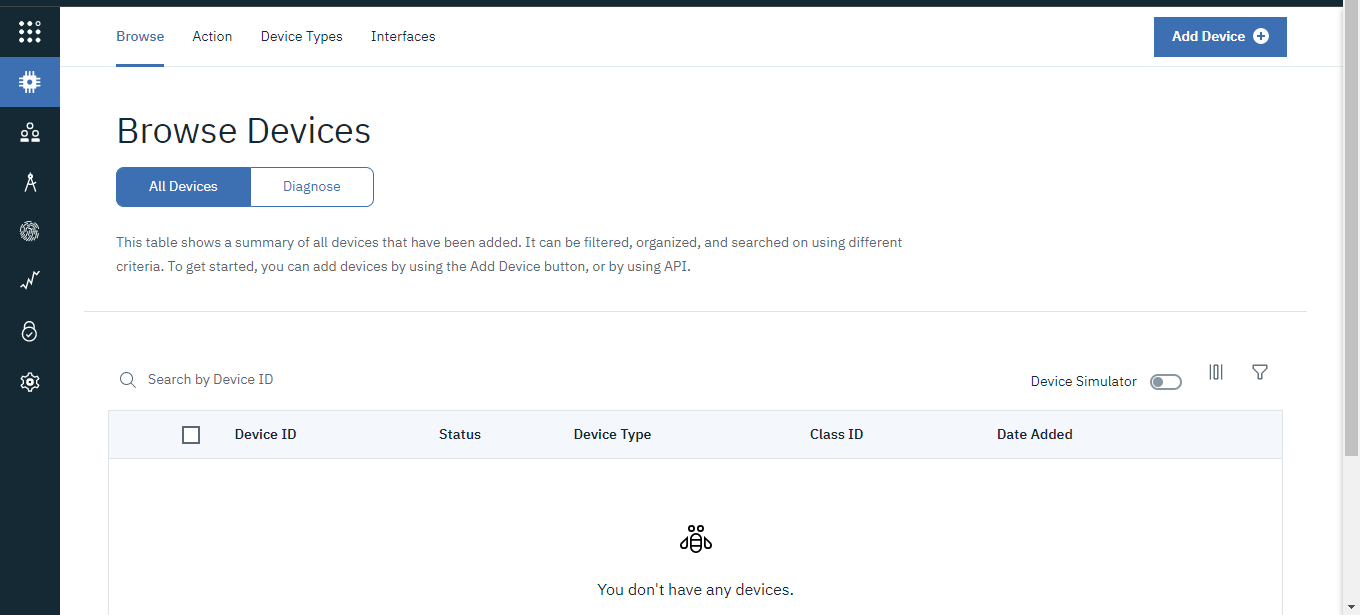 Browse Action Device Types Interfaces Add Device
Browse Devices
All Devices Diagnose
This table shows a summary of all devices that have been added. It can be filtered, organized, and searched on using different
criteria. To get started, you can add devices by using the Add Device button, or by using API.
Search by Device ID Device Simulator
Device ID Status Device Type Class ID Date Added
You don't have any devices.